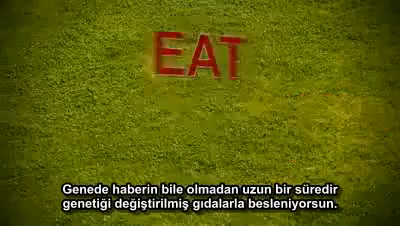 EAT
Genede haberin bile olmadan uzun bir süredir
genetiği değiştirilmiş gıdalarla besleniyorsun.